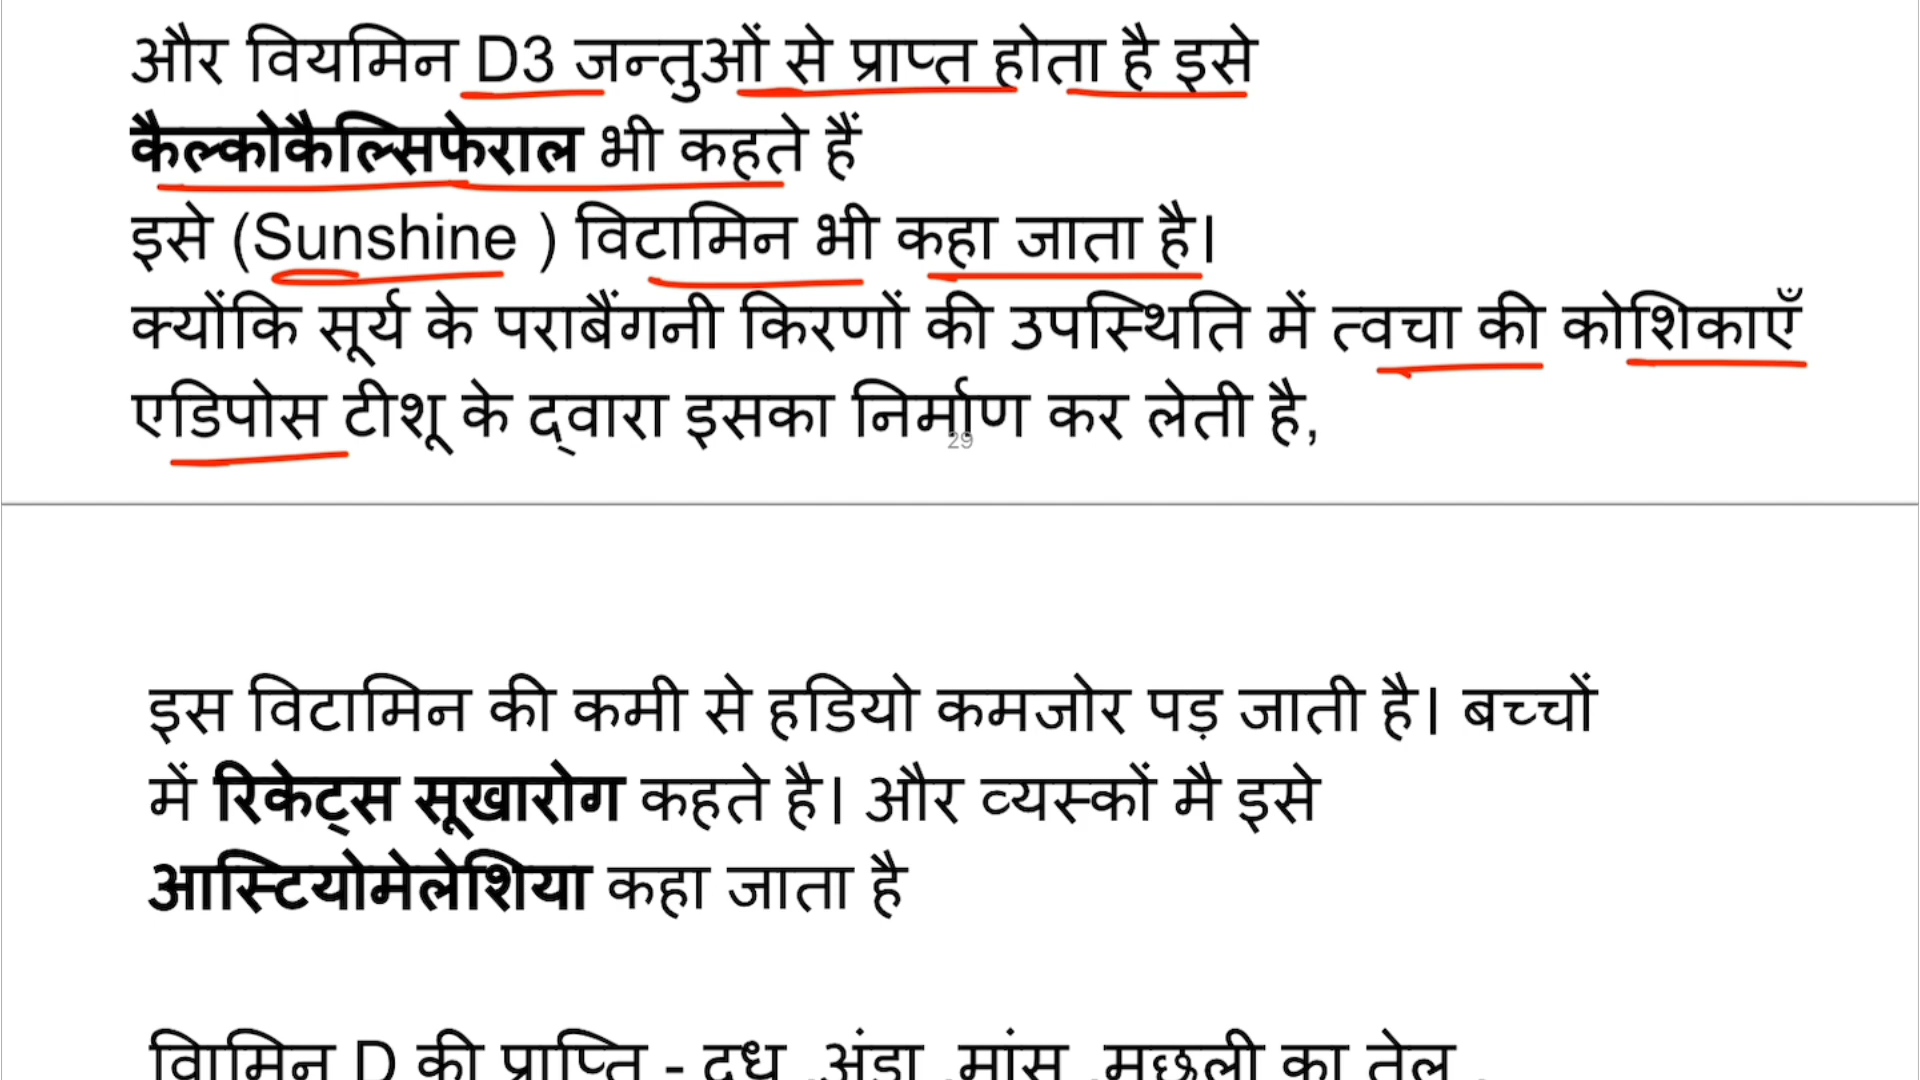 और वियमिन D3 जन्तुओं से प्राप्त होता है इसे
कैल्कोकैल्सिफेराल भी कहते हैं
इसे (Sunshine ) विटामिन भी कहा जाता है।
क्योंकि सूर्य के पराबैंगनी किरणों की उपस्थिति में त्वचा की कोशिकाएँ
एडिपोस टीशू के द्वारा इसका निर्माण कर लेती है,
29
इस विटामिन की कमी से हडियो कमजोर पड़ जाती है। बच्चों
में रिकेट्स सूखारोग कहते है। और व्यस्कों मै इसे
आस्टियोमेलेशिया कहा जाता है
D की प्राप्ति - दूध ,अंडा ,मांस ,मछली का तेल ,